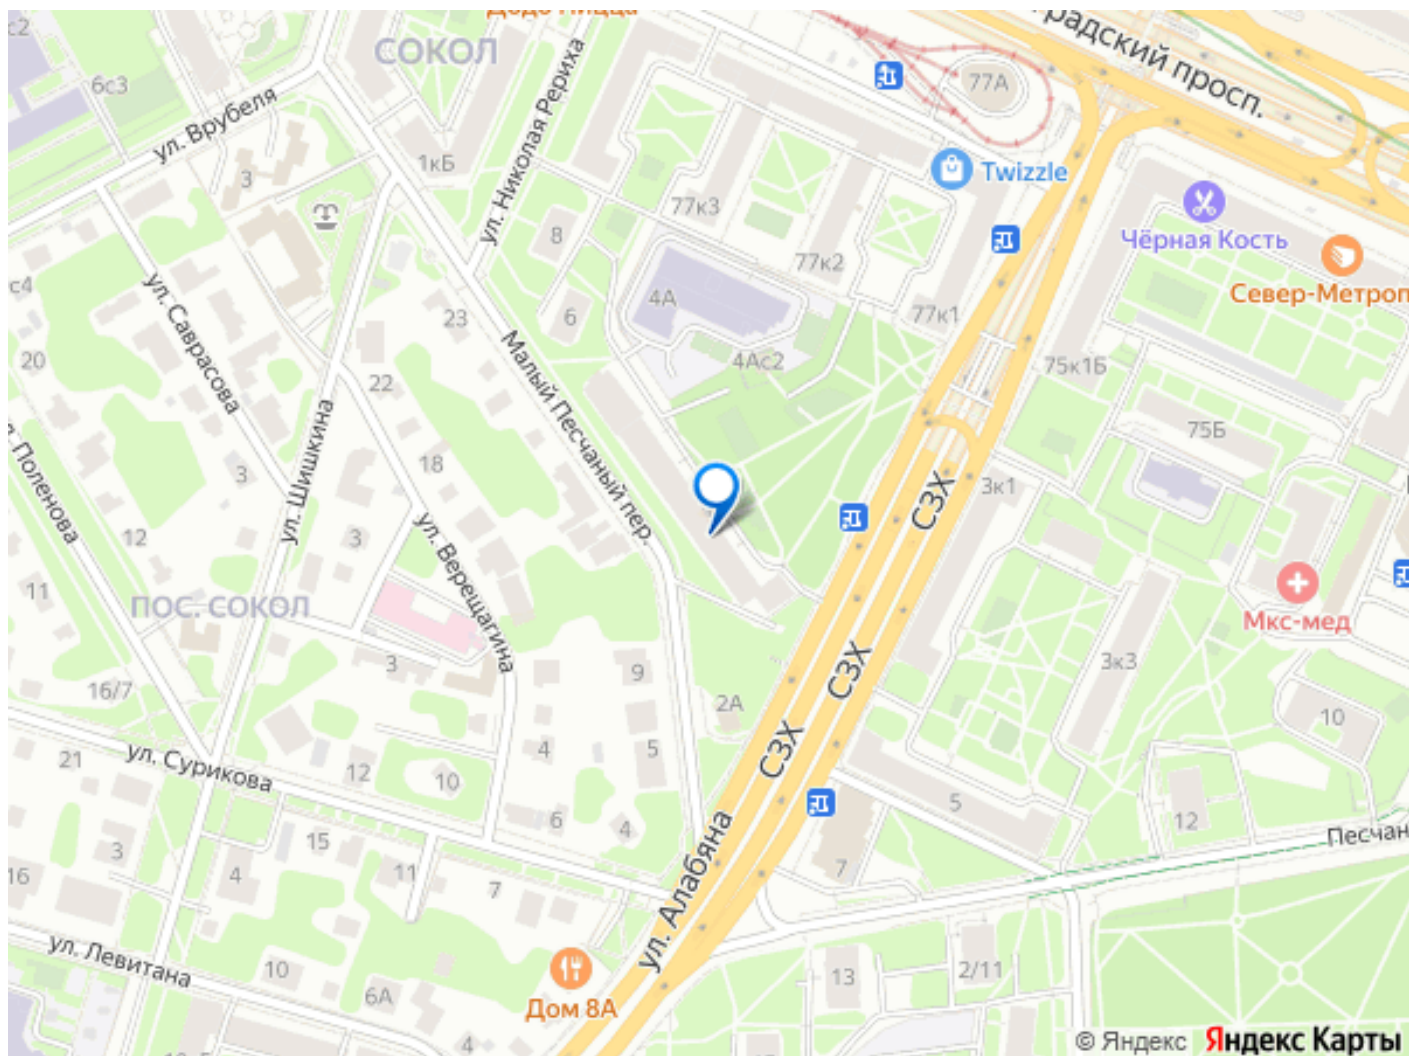 Додо Пицца
СОКОЛ
градский просп.
77А
6с3
ул. Врубеля
ул. Николая Рериха
1кБ
3
Twizzle
77к3
8
77к2
Чёрная Кость
Север-Метроп
4А
6
77к1
23
ул. Саврасова
Малый Песчаный пер.
4Ас2
75к1Б
20
22
75Б
ул. Шишкина
18
3
Поленова
3к1
СЗХ
12
3
ул. Верещагина
11
ПОС. СОКОЛ
Мкс-мед
3
9
3к3
16/7
СЗХ
2А
10
4
5
СЗХ
21
ул. Сурикова
12
10
5
12
6
4
Песчан
15
3
11
7
4
7
16
ул. Алабяна
ул. Левитана
10
6А
13
2/11
Дом 8А
4
© Яндекс Яндекс Карты